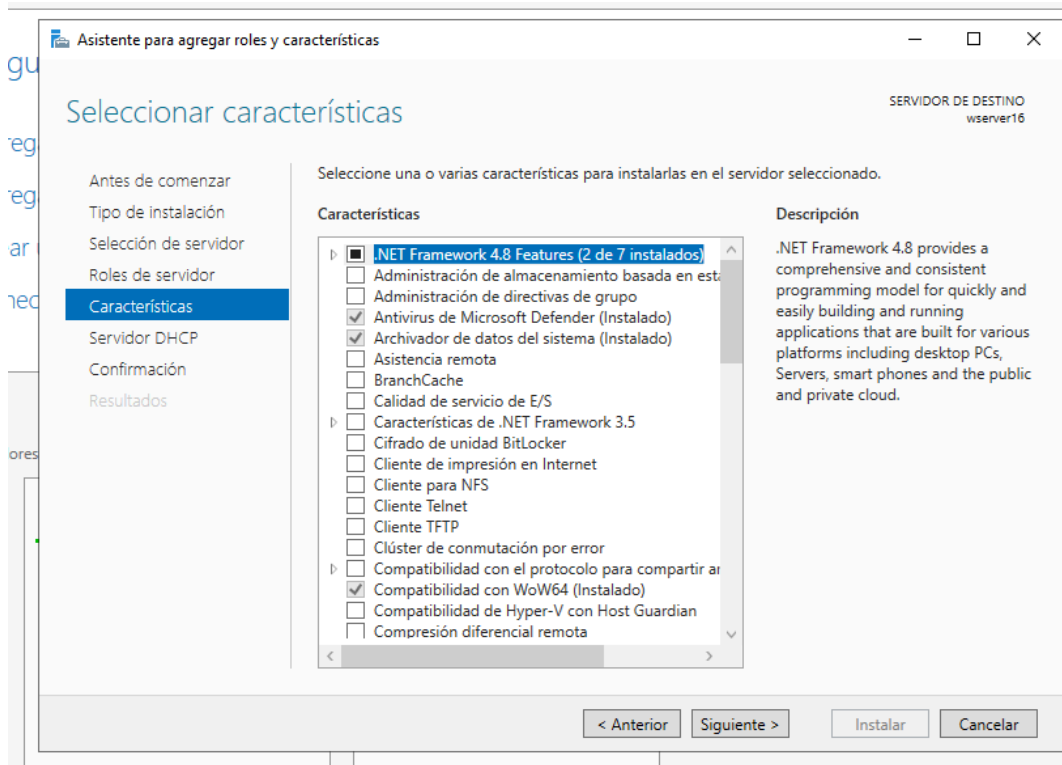 Asistente para agregar roles y características
Seleccionar características
SERVIDOR DE DESTINO
wserver16
Antes de comenzar
Tipo de instalación
Selección de servidor
Roles de servidor
Características
Servidor DHCP
Confirmación
Resultados
Seleccione una o varias características para instalarlas en el servidor seleccionado.
Características
.NET Framework 4.8 Features (2 de 7 instalados)
Administración de almacenamiento basada en está
Administración de directivas de grupo
Antivirus de Microsoft Defender (Instalado)
Archivador de datos del sistema (Instalado)
Asistencia remota
BranchCache
Calidad de servicio de E/S
Características de .NET Framework 3.5
Cifrado de unidad BitLocker
Cliente de impresión en Internet
Cliente para NFS
Cliente Telnet
Cliente TFTP
Clúster de conmutación por error
Compatibilidad con el protocolo para compartir ar
Compatibilidad con WoW64 (Instalado)
Compatibilidad de Hyper-V con Host Guardian
Compresión diferencial remota
Descripción
.NET Framework 4.8 provides a
comprehensive and consistent
programming model for quickly and
easily building and running
applications that are built for various
platforms including desktop PCs,
Servers, smart phones and the public
and private cloud.
< Anterior
Siguiente >
Instalar
Cancelar